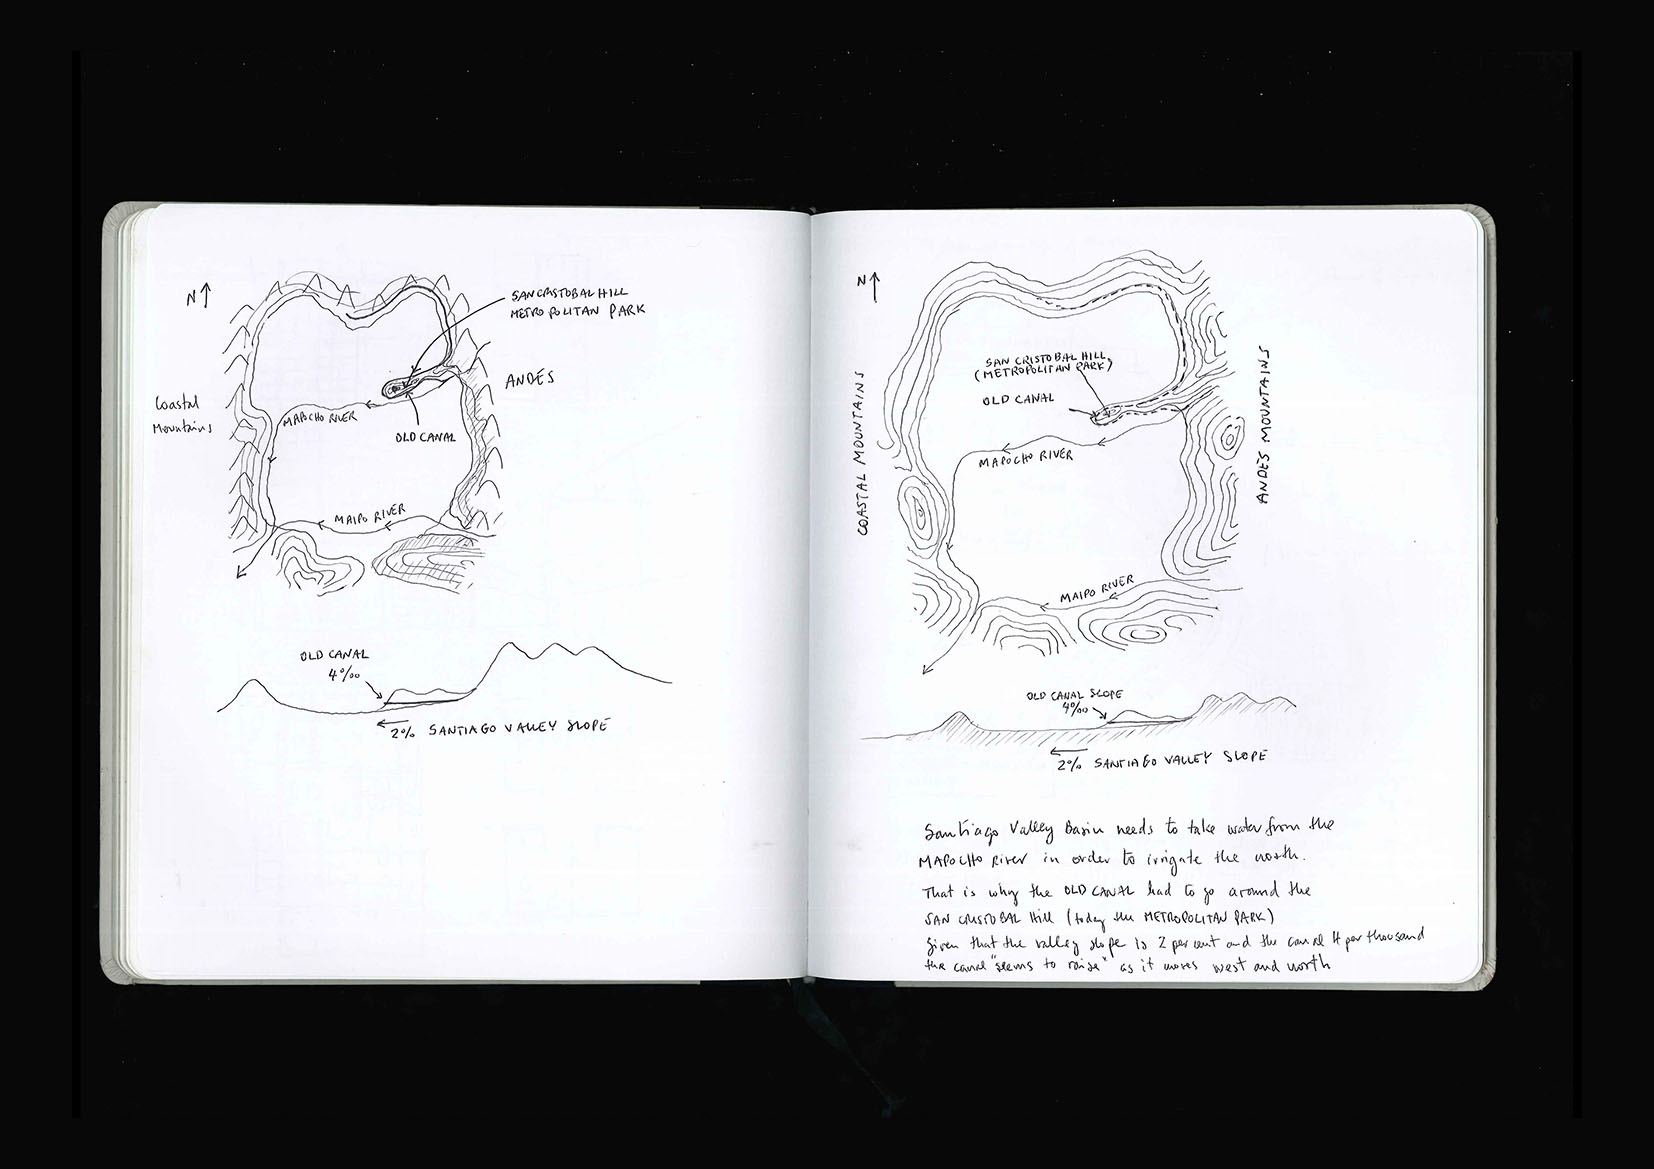 N
SAN CRISTOBAL HILL
METROPOLITAN PARK
ANDES
Coastal
Mountains
MAPOCHO RIVER
OLD CANAL
MAIPO RIVER
OLD CANAL
4‰
2% SANTIAGO VALLEY SLOPE
N
SAN CRISTOBAL HILL
(METROPOLITAN PARK)
OLD CANAL
COASTAL MOUNTAINS
ANDES MOUNTAINS
MAPOCHO RIVER
MAIPO RIVER
OLD CANAL SLOPE
4‰
2% SANTIAGO VALLEY SLOPE
Santiago Valley Basin needs to take water from the
MAPOCHO River in order to irrigate the north.
That is why the OLD CANAL had to go around the
SAN CRISTOBAL Hill (today the METROPOLITAN PARK)
Given that the valley slope is 2 per cent and the canal 4 per thousand
the canal "seems to raise" as it moves west and north